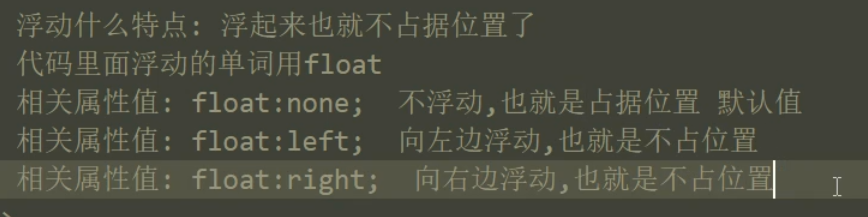 浮动什么特点: 浮起来也就不占据位置了
代码里面浮动的单词用float
相关属性值: float:none;  不浮动,也就是占据位置 默认值
相关属性值: float:left;  向左边浮动,也就是不占位置
相关属性值: float:right;  向右边浮动,也就是不占位置